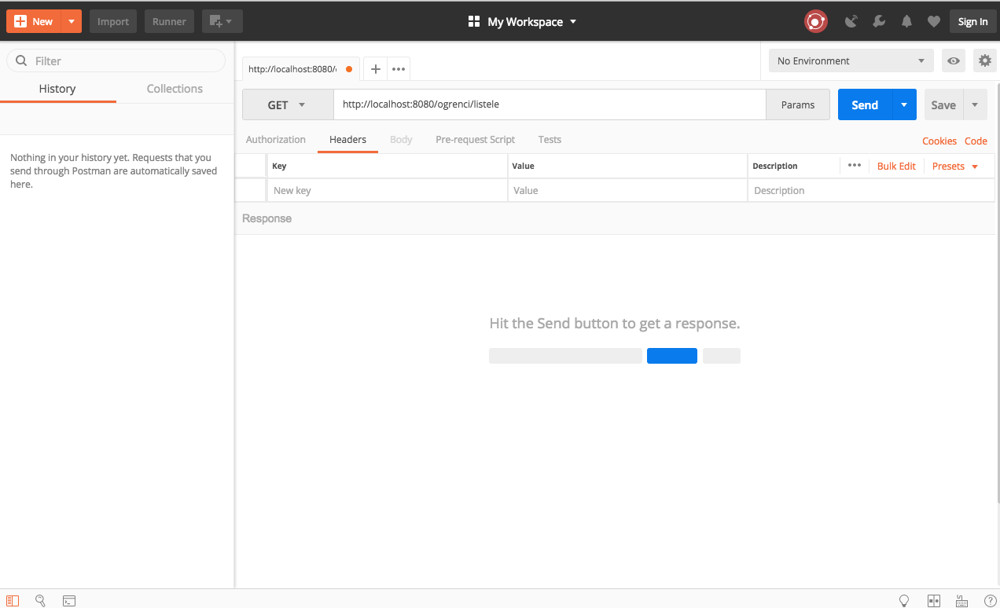 New
Import
Runner
My Workspace
Sign In
Filter
History
Collections
Nothing in your history yet. Requests that you
send through Postman are automatically saved
here.
http://localhost:8080/
No Environment
GET
http://localhost:8080/ogrenci/listele
Params
Send
Save
Authorization
Headers
Body
Pre-request Script
Tests
Cookies
Code
Key
Value
Description
Bulk Edit
Presets
New key
Value
Description
Response
Hit the Send button to get a response.